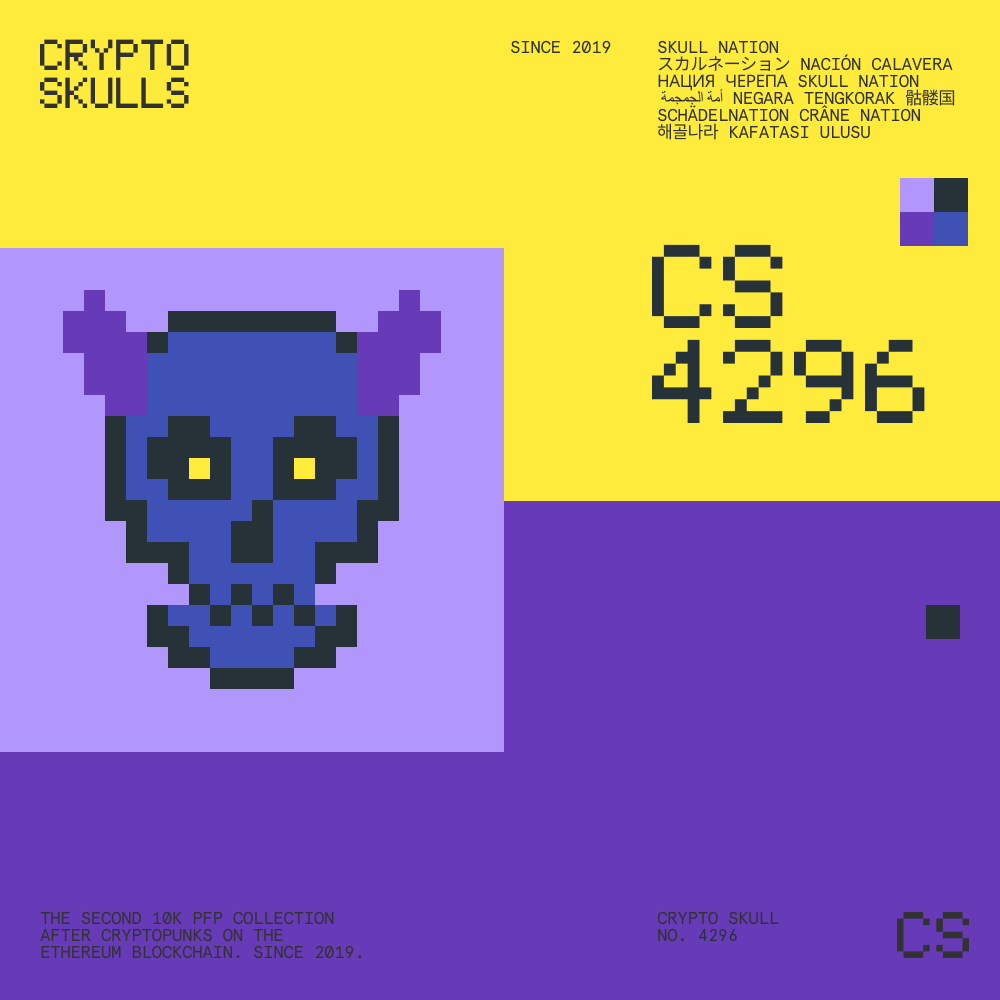 CRYPTO
SKULLS
SINCE 2019
SKULL NATION
スカルネーション NACIÓN CALAVERA
НАЦИЯ ЧЕРЕПА SKULL NATION
أمة الجمجمة NEGARA TENGKORAK 骷髅国
SCHÄDELNATION CRÂNE NATION
해골나라 KAFATASI ULUSU
CS
4296
THE SECOND 10K PFP COLLECTION
AFTER CRYPTOPUNKS ON THE
ETHEREUM BLOCKCHAIN. SINCE 2019.
CRYPTO SKULL
NO. 4296
CS